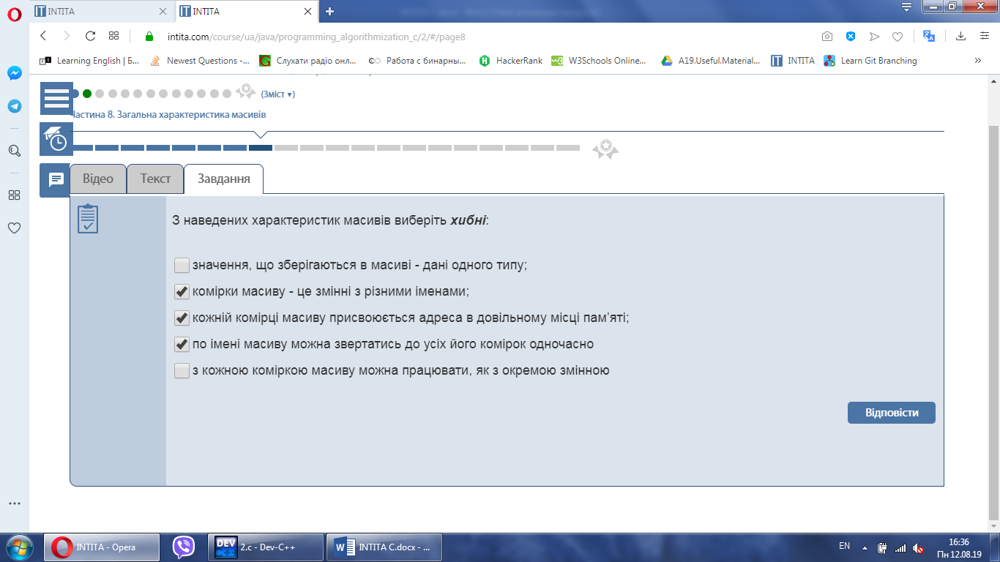 INTITA
INTITA
intita.com/course/ua/java/programming_algorithmization_c/2/#/page8
Learning English | Б...
Newest Questions -...
Слухати радіо онл...
Работа с бинарны...
HackerRank
W3Schools Online...
A19.Useful.Material...
INTITA
Learn Git Branching
»
(Зміст ▾)
Частина 8. Загальна характеристика масивів
Відео
Текст
Завдання
З наведених характеристик масивів виберіть хибні:
значення, що зберігаються в масиві - дані одного типу;
комірки масиву - це змінні з різними іменами;
кожній комірці масиву присвоюється адреса в довільному місці пам’яті;
по імені масиву можна звертатись до усіх його комірок одночасно
з кожною коміркою масиву можна працювати, як з окремою змінною
Відповісти
INTITA - Opera
DEV
C++
2.c - Dev-C++
INTITA C.docx - ...
EN
16:36
Пн 12.08.19